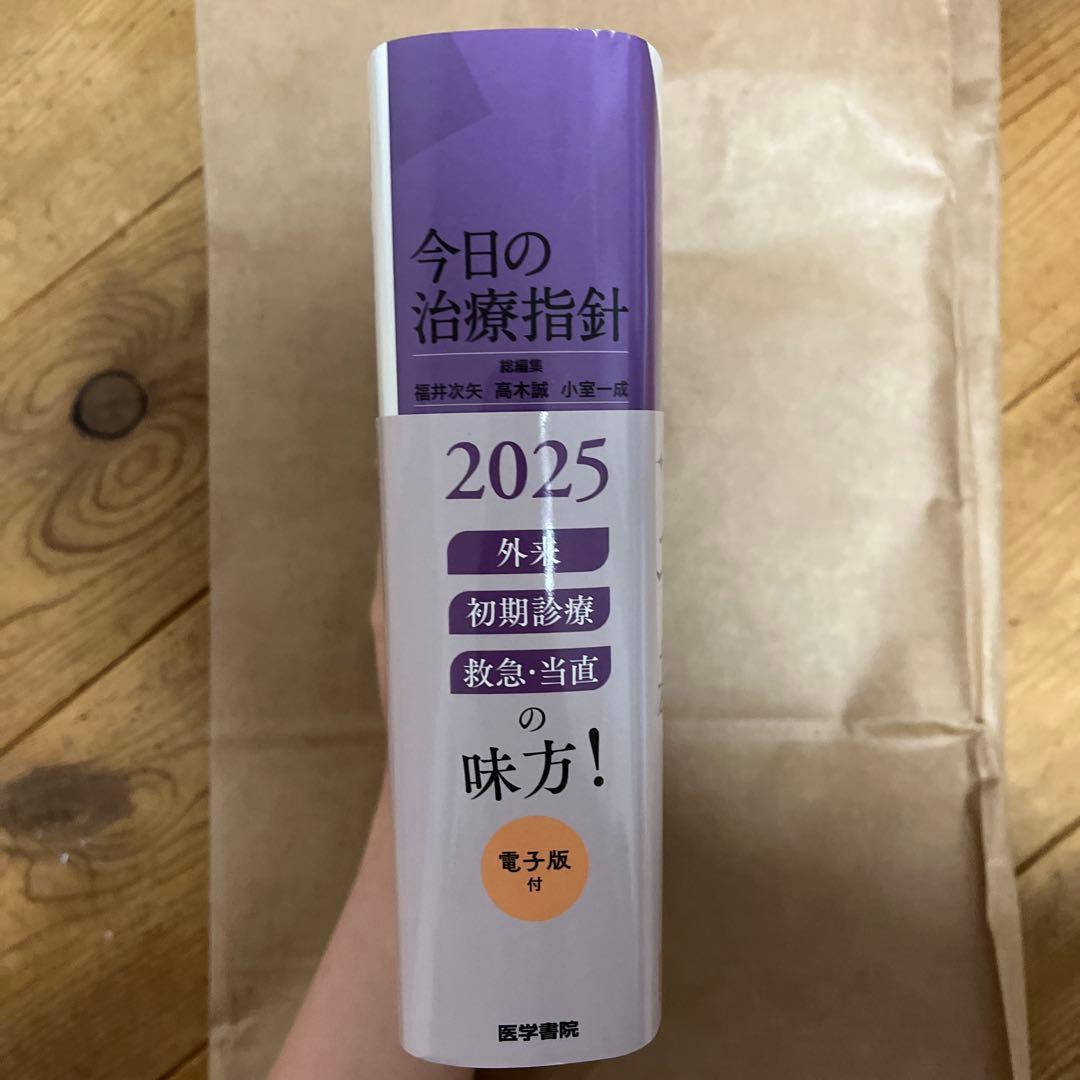 今日の
治療指針
総編集
福井次矢 高木誠 小室一成
2025
外来
初期診療
救急・当直
の
味方!
電子版
付
医学書院